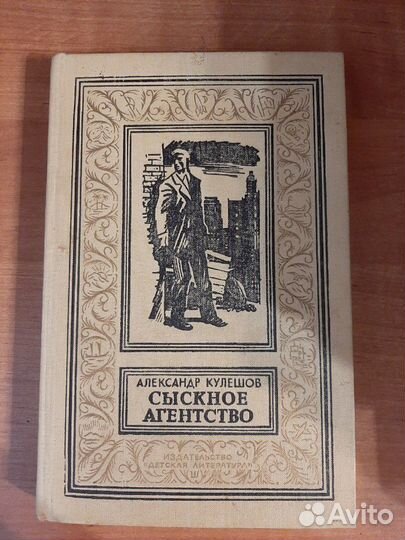 АЛЕКСАНДР КУЛЕШОВ
СЫСКНОЕ
АГЕНТСТВО
ИЗДАТЕЛЬСТВО
"ДЕТСКАЯ ЛИТЕРАТУРА"
Avito